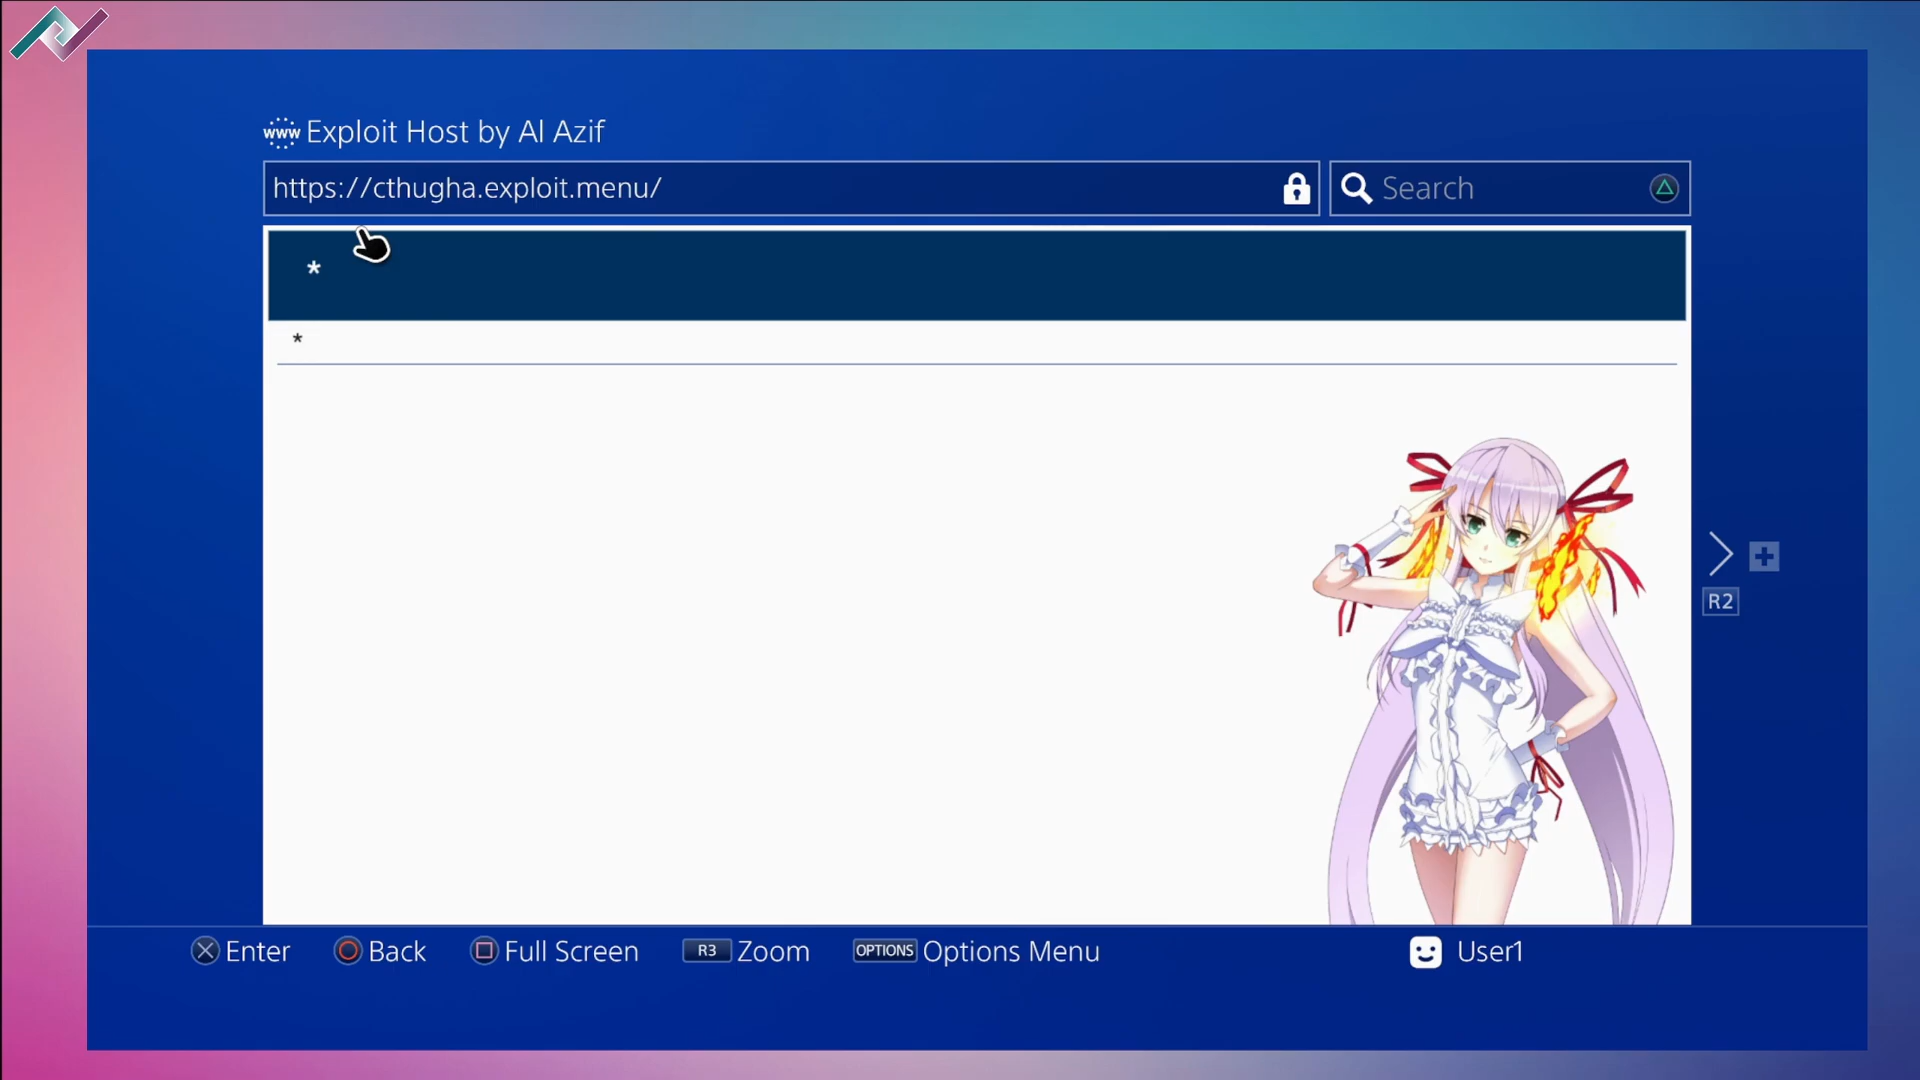 www Exploit Host by Al Azif
https://cthugha.exploit.menu/
Search
*
*
R2
Enter Back Full Screen R3 Zoom OPTIONS Options Menu User1